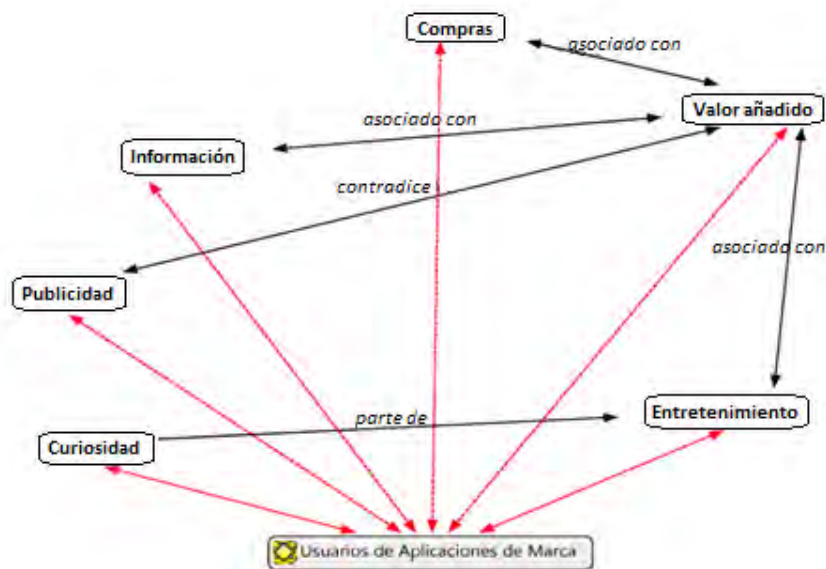 Compras
asociado con
Valor añadido
asociado con
Información
contradice
asociado con
Publicidad
Entretenimiento
parte de
Curiosidad
Usuarios de Aplicaciones de Marca